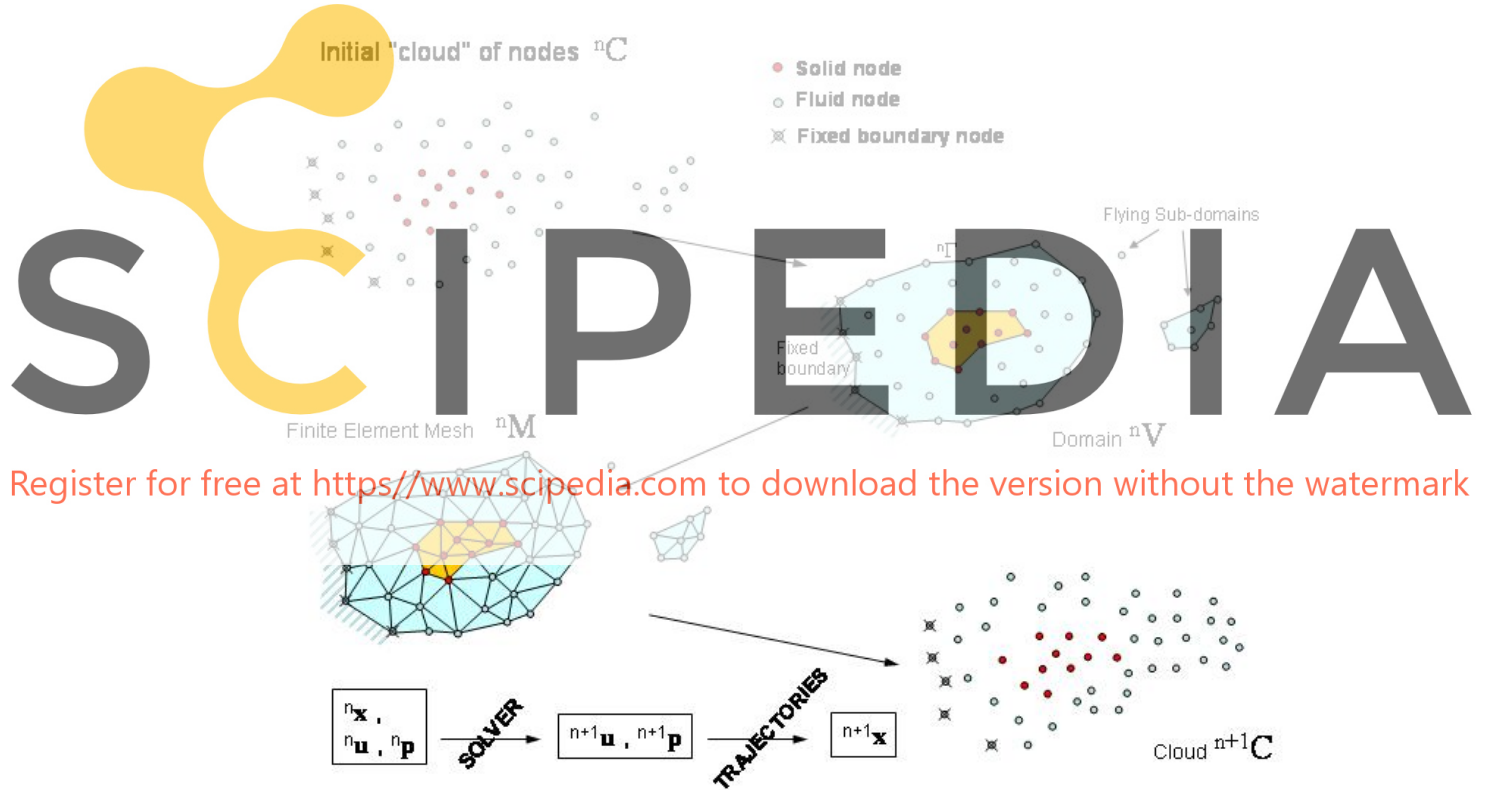 Initial "cloud" of nodes ⁿC
Solid node
Fluid node
Fixed boundary node
Flying Sub-domains
SCIPEDIA
ⁿΓ
Fixed
boundary
Finite Element Mesh ⁿM
Domain ⁿV
Register for free at https//www.scipedia.com to download the version without the watermark
ⁿx ,
ⁿu , ⁿp
SOLVER
ⁿ⁺¹u , ⁿ⁺¹p
TRAJECTORIES
ⁿ⁺¹x
Cloud ⁿ⁺¹C